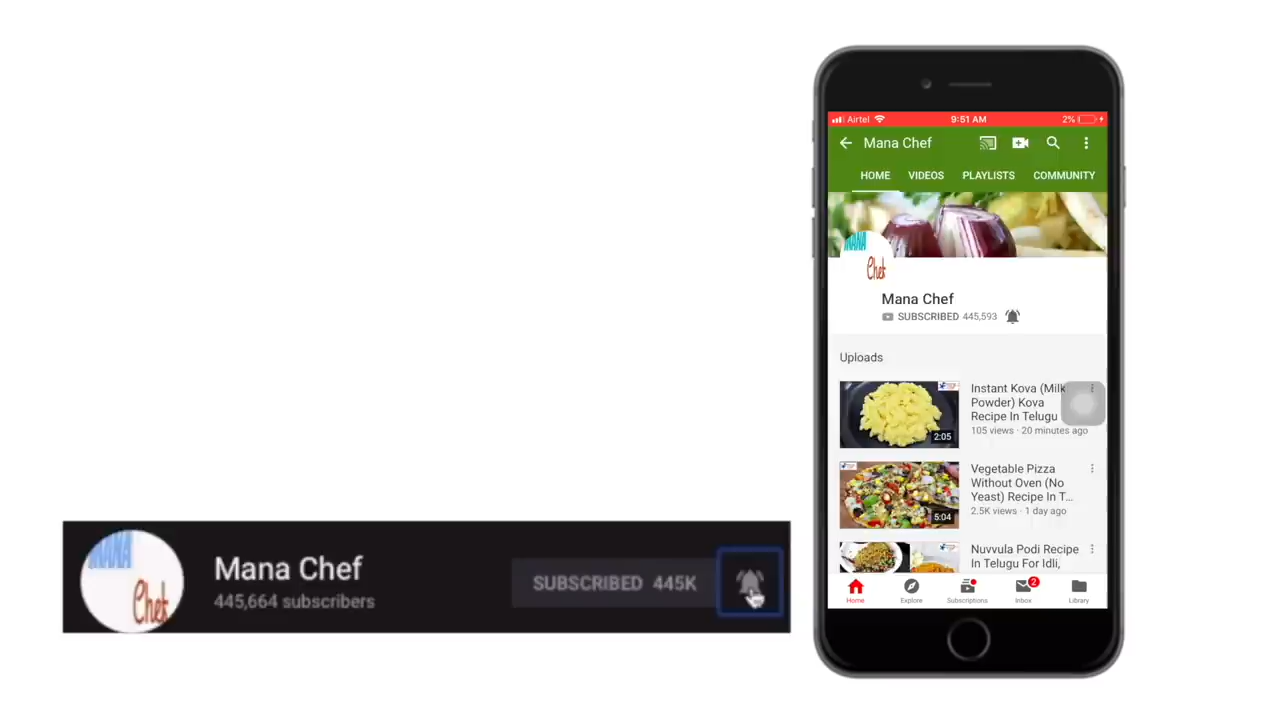 MANA
Chef
Mana Chef
445,664 subscribers
SUBSCRIBED 445K
Airtel
9:51 AM
2%
Mana Chef
HOME VIDEOS PLAYLISTS COMMUNITY
MANA
Chef
Mana Chef
SUBSCRIBED 445,593
Uploads
Instant Kova (Milk
Powder) Kova
Recipe In Telugu
105 views · 20 minutes ago
2:05
Vegetable Pizza
Without Oven (No
Yeast) Recipe In T...
2.5K views · 1 day ago
5:04
Nuvvula Podi Recipe
In Telugu For Idli,
2
Home Explore Subscriptions Inbox Library